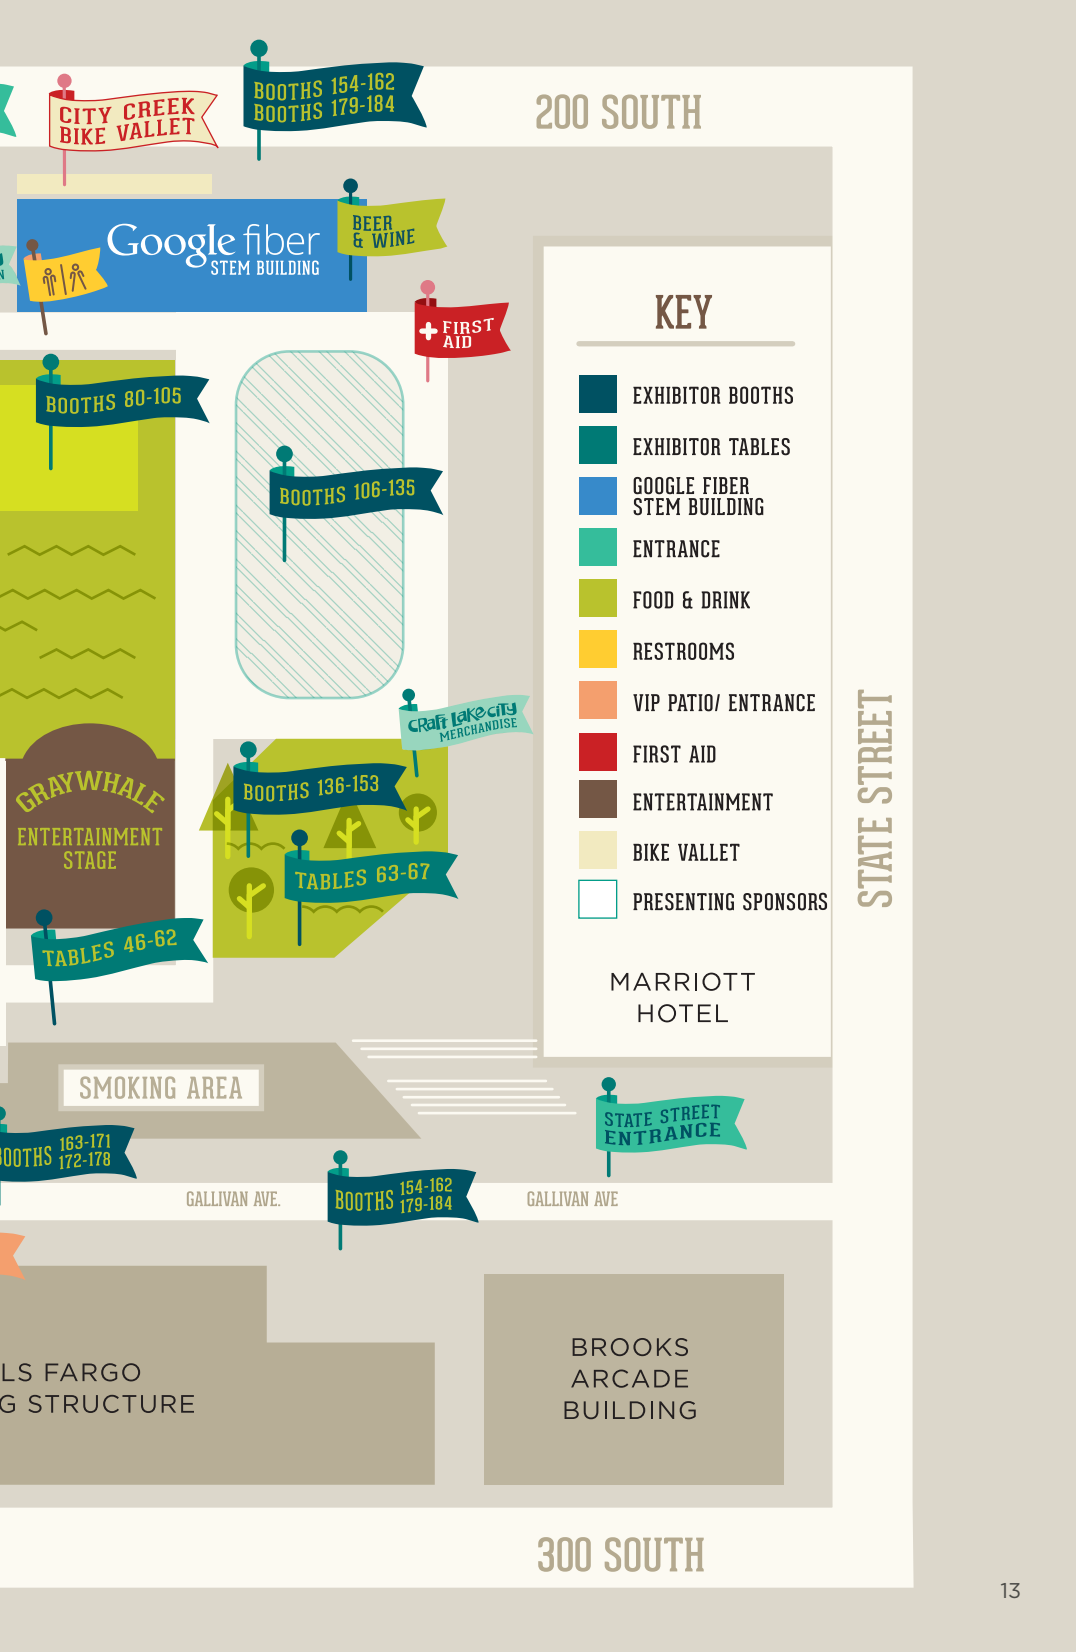 CITY CREEK
BIKE VALLET
BOOTHS 154-162
BOOTHS 179-184
200 SOUTH
Google fiber
STEM BUILDING
BEER
& WINE
FIRST
AID
BOOTHS 80-105
BOOTHS 106-135
CRAFT LAKE CITY
MERCHANDISE
BOOTHS 136-153
GRAYWHALE
ENTERTAINMENT
STAGE
TABLES 63-67
TABLES 46-62
KEY
EXHIBITOR BOOTHS
EXHIBITOR TABLES
GOOGLE FIBER
STEM BUILDING
ENTRANCE
FOOD & DRINK
RESTROOMS
VIP PATIO/ ENTRANCE
FIRST AID
ENTERTAINMENT
BIKE VALLET
PRESENTING SPONSORS
MARRIOTT
HOTEL
STATE STREET
SMOKING AREA
STATE STREET
ENTRANCE
BOOTHS 163-171
172-178
GALLIVAN AVE.
BOOTHS 154-162
179-184
GALLIVAN AVE
LS FARGO
G STRUCTURE
BROOKS
ARCADE
BUILDING
300 SOUTH
13